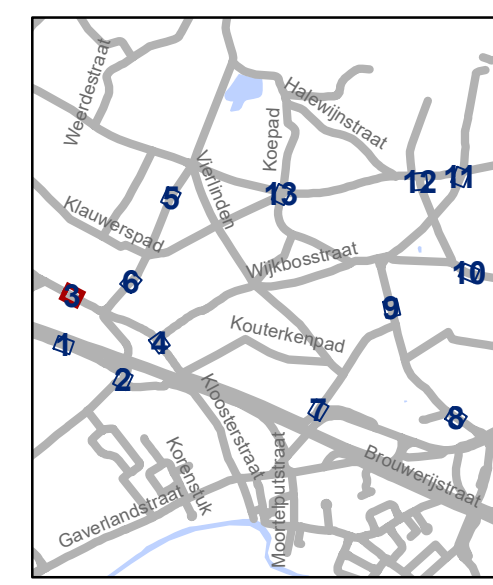 Weerdestraat
Halewijnstraat
Koepad
Vierlinden
11
12
13
5
Klauwerspad
Wijkbosstraat
10
6
3
9
Kouterkenpad
1
4
2
Kloosterstraat
7
8
Korenstuk
Moortelputstraat
Brouwerijstraat
Gaverlandstraat